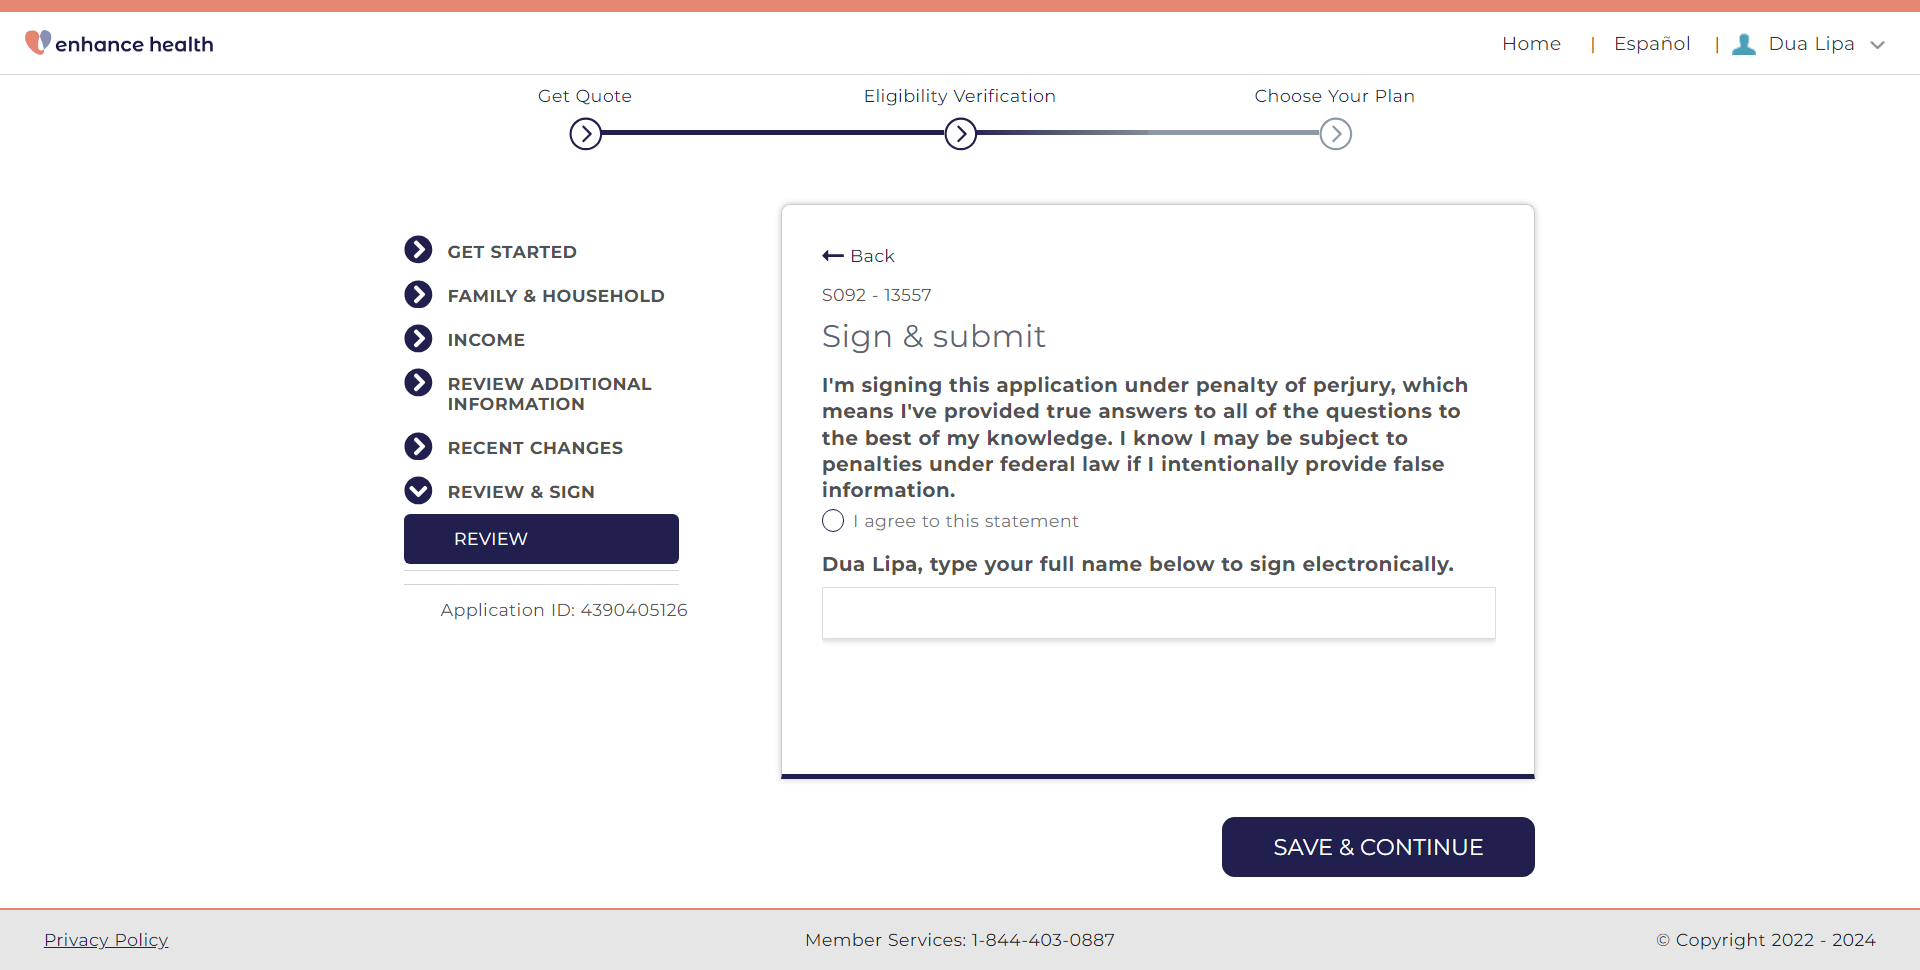 enhance health
Home | Español | Dua Lipa
Get Quote
Eligibility Verification
Choose Your Plan
GET STARTED
FAMILY & HOUSEHOLD
INCOME
REVIEW ADDITIONAL
INFORMATION
RECENT CHANGES
REVIEW & SIGN
REVIEW
Application ID: 4390405126
Back
S092 - 13557
Sign & submit
I'm signing this application under penalty of perjury, which
means I've provided true answers to all of the questions to
the best of my knowledge. I know I may be subject to
penalties under federal law if I intentionally provide false
information.
I agree to this statement
Dua Lipa, type your full name below to sign electronically.
SAVE & CONTINUE
Privacy Policy
Member Services: 1-844-403-0887
© Copyright 2022 - 2024